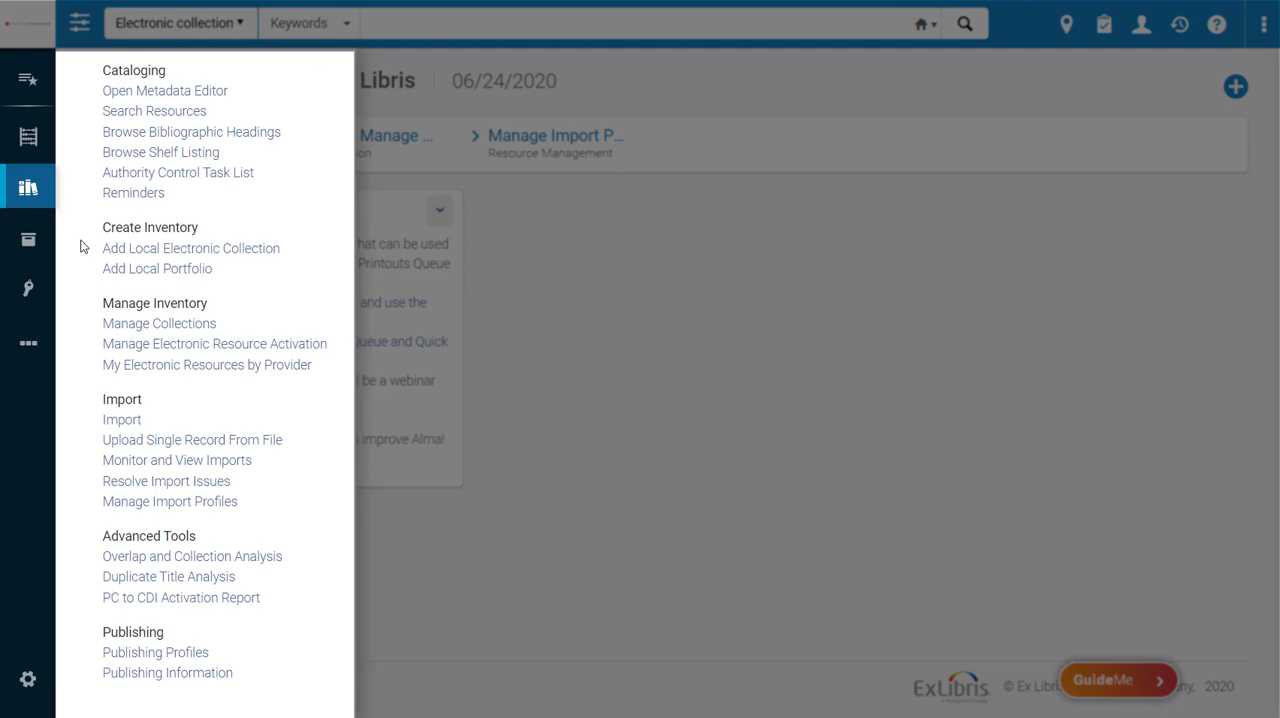 Electronic collection
Keywords
Libris
06/24/2020
Manage ...
Manage Import P...
Resource Management
Cataloging
Open Metadata Editor
Search Resources
Browse Bibliographic Headings
Browse Shelf Listing
Authority Control Task List
Reminders
Create Inventory
Add Local Electronic Collection
Add Local Portfolio
Manage Inventory
Manage Collections
Manage Electronic Resource Activation
My Electronic Resources by Provider
Import
Import
Upload Single Record From File
Monitor and View Imports
Resolve Import Issues
Manage Import Profiles
Advanced Tools
Overlap and Collection Analysis
Duplicate Title Analysis
PC to CDI Activation Report
Publishing
Publishing Profiles
Publishing Information
that can be used
Printouts Queue
and use the
Queue and Quick
be a webinar
improve Alma!
ExLibris
© Ex Libri
GuideMe
ny, 2020